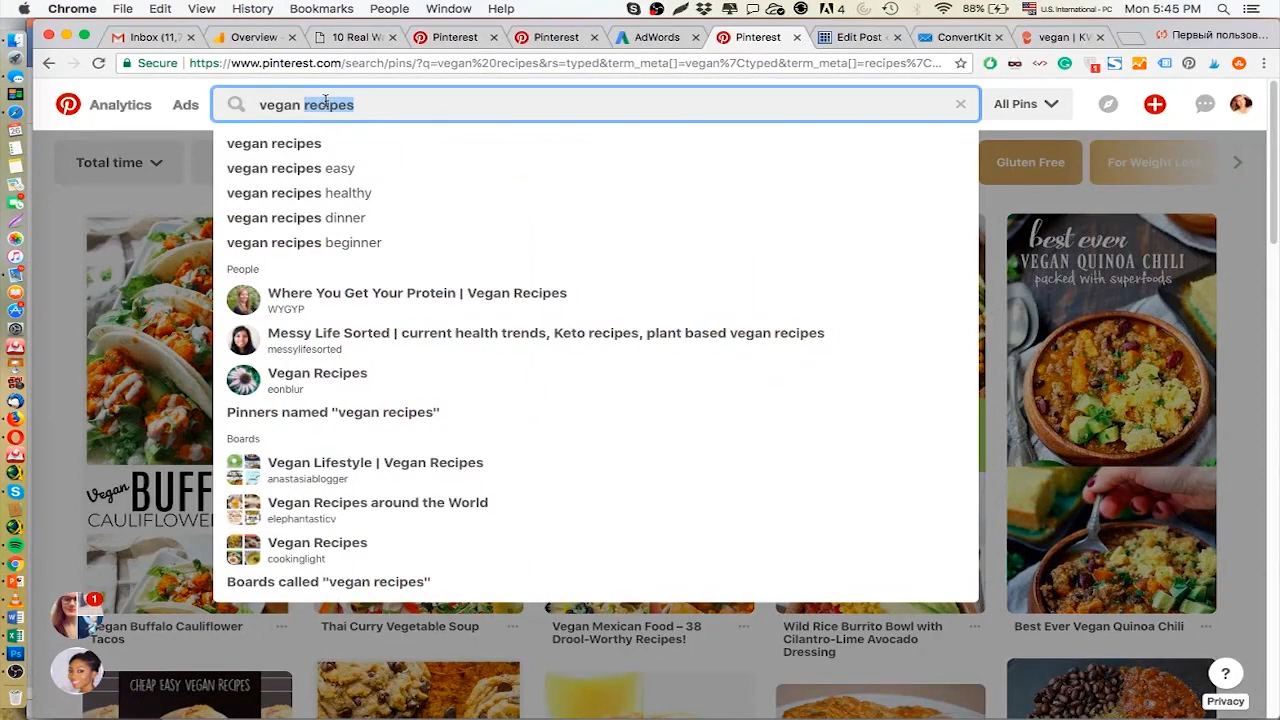 Chrome File Edit View History Bookmarks People Window Help
4 88% U.S. International - PC Mon 5:45 PM
Inbox (11,7
Overview -
10 Real W
Pinterest
Pinterest
AdWords
Pinterest
Edit Post <
ConvertKit
vegan | KW
Первый пользов
Secure
https://www.pinterest.com/search/pins/?q=vegan%20recipes&rs=typed&term_meta[]=vegan%7Ctyped&term_meta[]=recipes%7C...
Analytics
Ads
vegan recipes
All Pins
Total time
Gluten Free
For Weight Loss
vegan recipes
vegan recipes easy
vegan recipes healthy
vegan recipes dinner
vegan recipes beginner
People
Where You Get Your Protein | Vegan Recipes
WYGYP
Messy Life Sorted | current health trends, Keto recipes, plant based vegan recipes
messylifesorted
Vegan Recipes
eonblur
Pinners named "vegan recipes"
Boards
Vegan Lifestyle | Vegan Recipes
anastasiablogger
Vegan Recipes around the World
elephantasticv
Vegan Recipes
cookinglight
Boards called "vegan recipes"
best ever
VEGAN QUINOA CHILI
packed with superfoods
Vegan
BUFF
CAULIFLOWER
1
Vegan Buffalo Cauliflower
Tacos
Thai Curry Vegetable Soup
Vegan Mexican Food – 38
Drool-Worthy Recipes!
Wild Rice Burrito Bowl with
Cilantro-Lime Avocado
Dressing
Best Ever Vegan Quinoa Chili
CHEAP EASY VEGAN RECIPES
?
Privacy